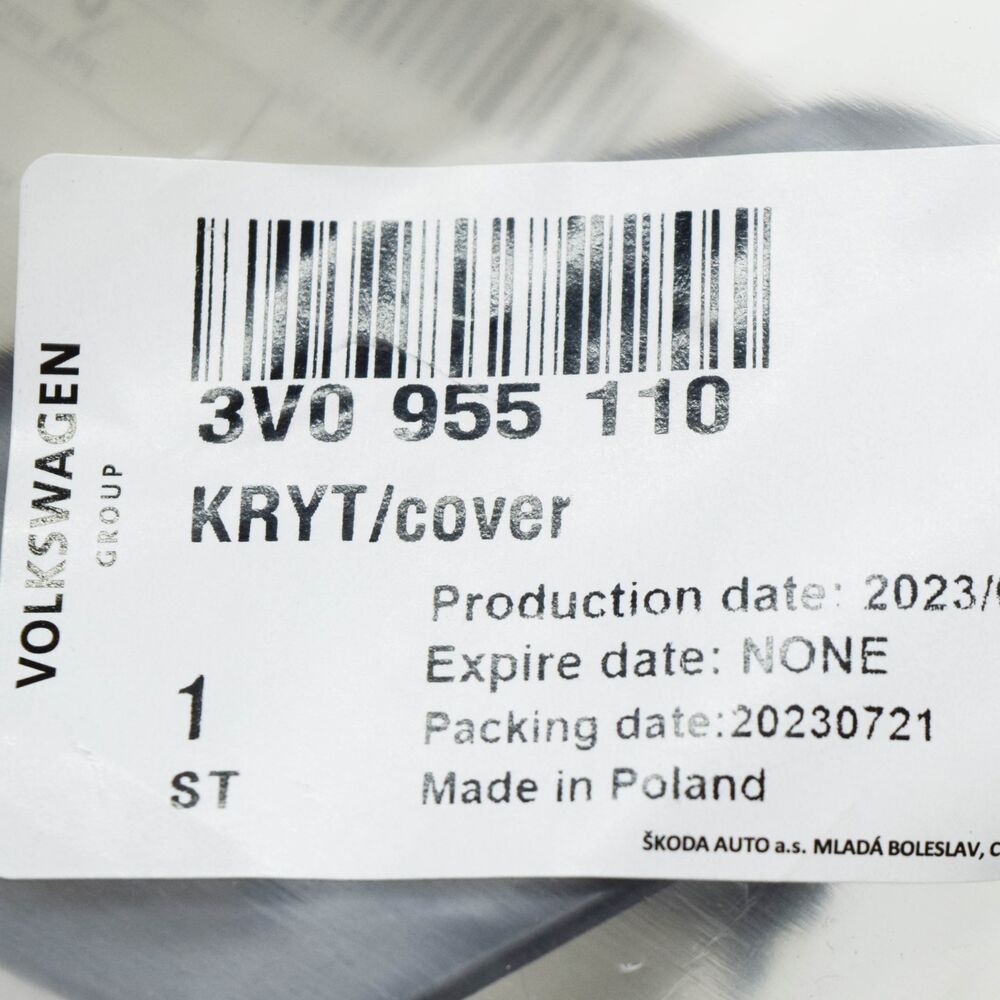 VOLKSWAGEN
GROUP
3V0 955 110
KRYT/cover
Production date: 2023/
Expire date: NONE
Packing date:20230721
Made in Poland
1
ST
ŠKODA AUTO a.s. MLADÁ BOLESLAV,